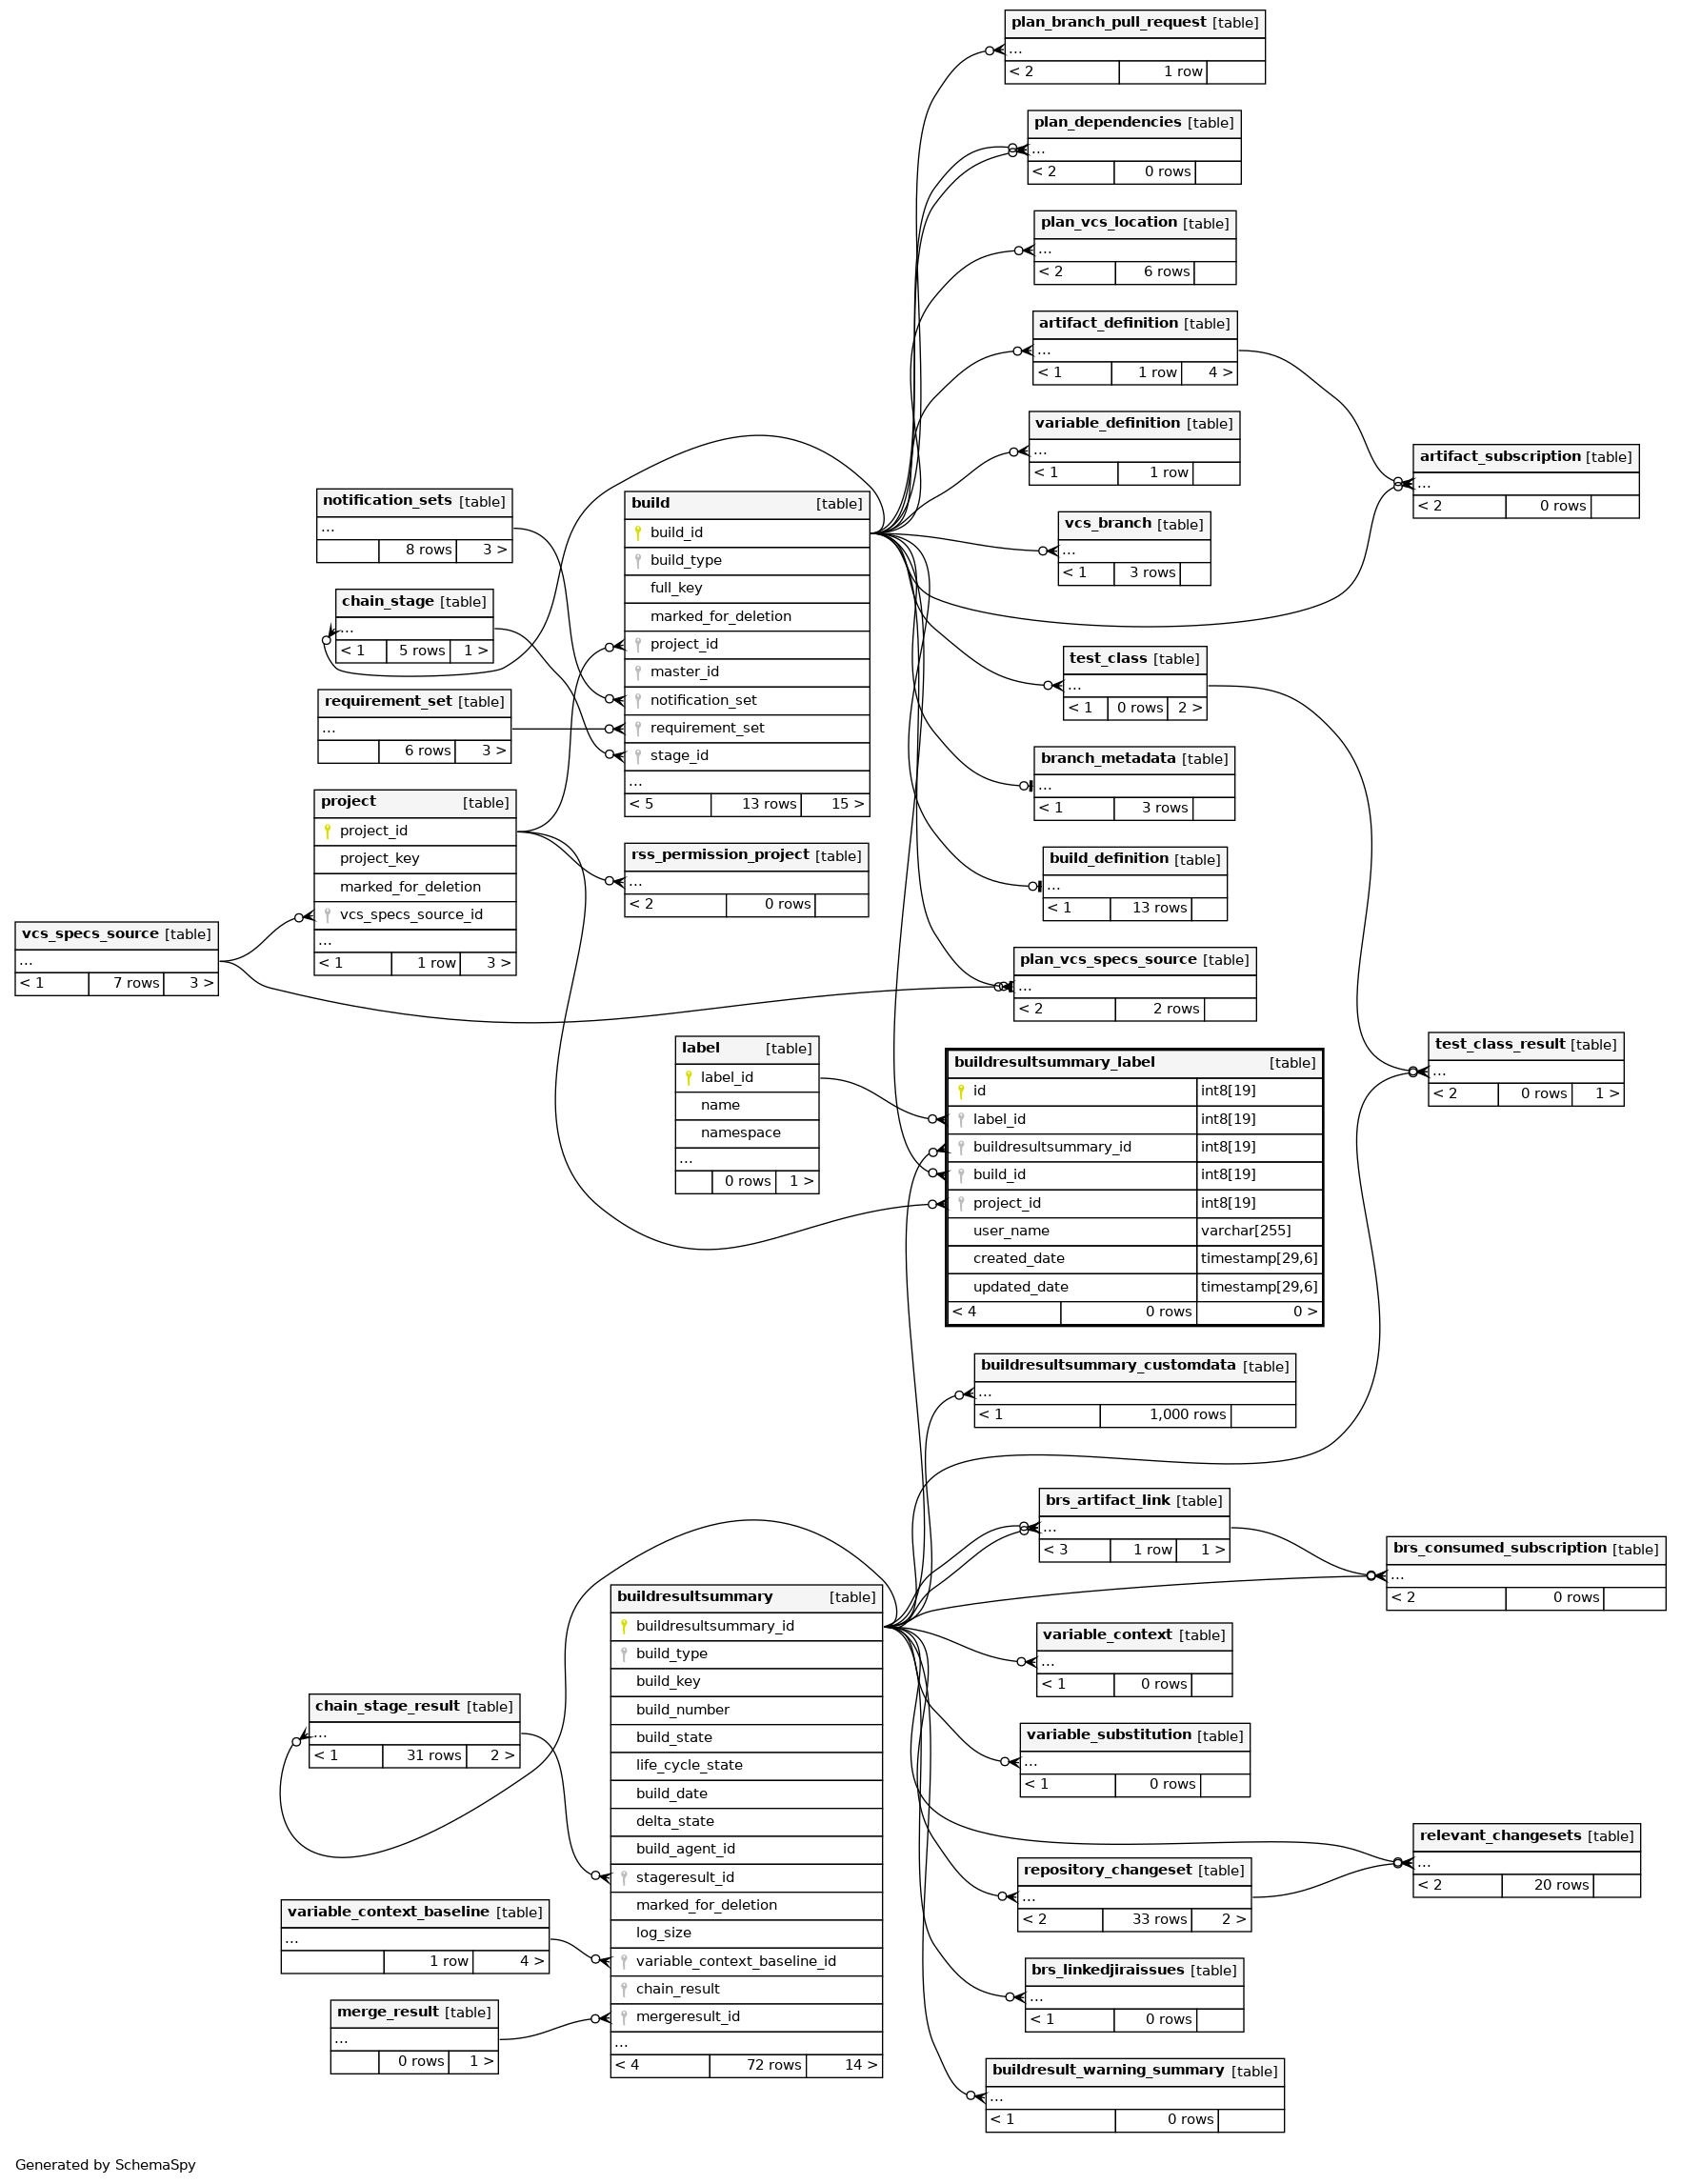 plan_branch_pull_request [table]
...
< 2 1 row
plan_dependencies [table]
...
< 2 0 rows
plan_vcs_location [table]
...
< 2 6 rows
artifact_definition [table]
...
< 1 1 row 4 >
variable_definition [table]
...
< 1 1 row
artifact_subscription [table]
...
< 2 0 rows
notification_sets [table]
...
8 rows 3 >
build [table]
build_id
build_type
full_key
marked_for_deletion
project_id
master_id
notification_set
requirement_set
stage_id
...
< 5 13 rows 15 >
vcs_branch [table]
...
< 1 3 rows
chain_stage [table]
...
< 1 5 rows 1 >
test_class [table]
...
< 1 0 rows 2 >
requirement_set [table]
...
6 rows 3 >
branch_metadata [table]
...
< 1 3 rows
project [table]
project_id
project_key
marked_for_deletion
vcs_specs_source_id
...
< 1 1 row 3 >
rss_permission_project [table]
...
< 2 0 rows
build_definition [table]
...
< 1 13 rows
vcs_specs_source [table]
...
< 1 7 rows 3 >
plan_vcs_specs_source [table]
...
< 2 2 rows
label [table]
label_id
name
namespace
...
0 rows 1 >
buildresultsummary_label [table]
id int8[19]
label_id int8[19]
buildresultsummary_id int8[19]
build_id int8[19]
project_id int8[19]
user_name varchar[255]
created_date timestamp[29,6]
updated_date timestamp[29,6]
< 4 0 rows 0 >
test_class_result [table]
...
< 2 0 rows 1 >
buildresultsummary_customdata [table]
...
< 1 1,000 rows
brs_artifact_link [table]
...
< 3 1 row 1 >
brs_consumed_subscription [table]
...
< 2 0 rows
buildresultsummary [table]
buildresultsummary_id
build_type
build_key
build_number
build_state
life_cycle_state
build_date
delta_state
build_agent_id
stageresult_id
marked_for_deletion
log_size
variable_context_baseline_id
chain_result
mergeresult_id
...
< 4 72 rows 14 >
variable_context [table]
...
< 1 0 rows
chain_stage_result [table]
...
< 1 31 rows 2 >
variable_substitution [table]
...
< 1 0 rows
relevant_changesets [table]
...
< 2 20 rows
repository_changeset [table]
...
< 2 33 rows 2 >
variable_context_baseline [table]
...
1 row 4 >
brs_linkedjiraissues [table]
...
< 1 0 rows
merge_result [table]
...
0 rows 1 >
buildresult_warning_summary [table]
...
< 1 0 rows
Generated by SchemaSpy